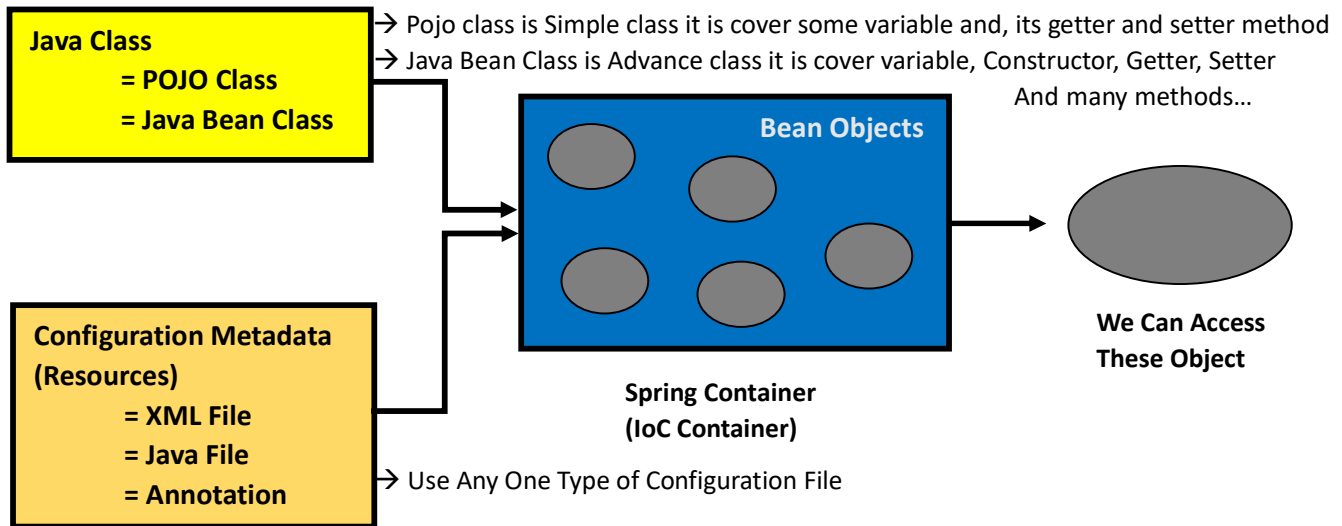 Java Class
= POJO Class
= Java Bean Class
→ Pojo class is Simple class it is cover some variable and, its getter and setter method
→ Java Bean Class is Advance class it is cover variable, Constructor, Getter, Setter
And many methods…
Bean Objects
We Can Access
These Object
Spring Container
(IoC Container)
Configuration Metadata
(Resources)
= XML File
= Java File
= Annotation
→ Use Any One Type of Configuration File